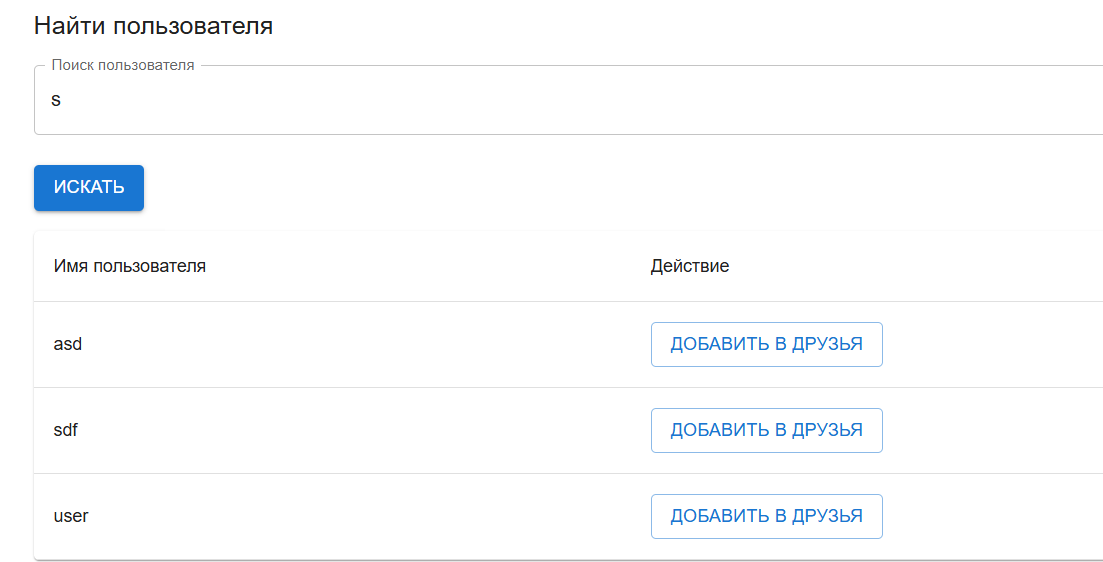 Найти пользователя
Поиск пользователя
s
ИСКАТЬ
Имя пользователя Действие
asd ДОБАВИТЬ В ДРУЗЬЯ
sdf ДОБАВИТЬ В ДРУЗЬЯ
user ДОБАВИТЬ В ДРУЗЬЯ